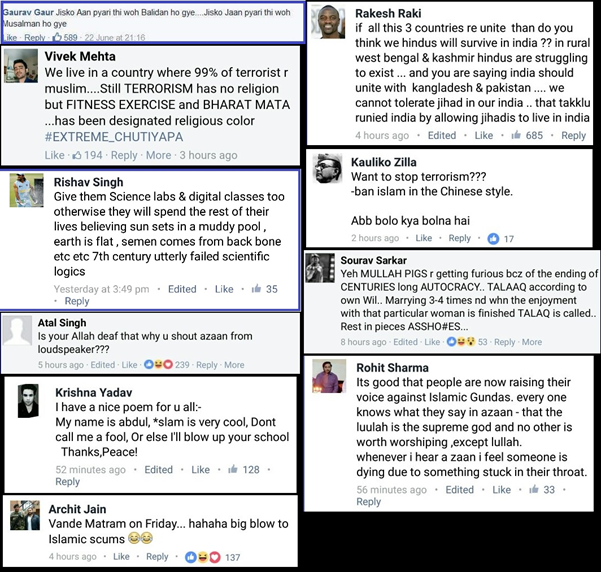 Gaurav Gaur Jisko Aan pyari thi woh Balidan ho gye....Jisko Jaan pyari thi woh
Musalman ho gye
Like · Reply · 589 · 22 June at 21:16
Vivek Mehta
We live in a country where 99% of terrorist r
muslim....Still TERRORISM has no religion
but FITNESS EXERCISE and BHARAT MATA
...has been designated religious color
#EXTREME_CHUTIYAPA
Like · 194 · Reply · More · 3 hours ago
Rishav Singh
Give them Science labs & digital classes too
otherwise they will spend the rest of their
lives believing sun sets in a muddy pool ,
earth is flat , semen comes from back bone
etc etc 7th century utterly failed scientific
logics
Yesterday at 3:49 pm · Edited · Like · 35
· Reply
Atal Singh
Is your Allah deaf that why u shout azaan from
loudspeaker???
5 hours ago · Edited · Like · 239 · Reply · More
Krishna Yadav
I have a nice poem for u all:-
My name is abdul, *slam is very cool, Dont
call me a fool, Or else I'll blow up your school
Thanks,Peace!
52 minutes ago · Edited · Like · 128 ·
Reply
Archit Jain
Vande Matram on Friday... hahaha big blow to
Islamic scums 😂😂
4 hours ago · Like · Reply · 137
Rakesh Raki
if all this 3 countries re unite than do you
think we hindus will survive in india ?? in rural
west bengal & kashmir hindus are struggling
to exist ... and you are saying india should
unite with kangladesh & pakistan .... we
cannot tolerate jihad in our india .. that takklu
runied india by allowing jihadis to live in india
4 hours ago · Edited · Like · 685 · Reply
Kauliko Zilla
Want to stop terrorism???
-ban islam in the Chinese style.
Abb bolo kya bolna hai
2 hours ago · Like · Reply · 17
Sourav Sarkar
Yeh MULLAH PIGS r getting furious bcz of the ending of
CENTURIES long AUTOCRACY.. TALAAQ according to
own Wil.. Marrying 3-4 times nd whn the enjoyment
with that particular woman is finished TALAQ is called..
Rest in pieces ASSHO#ES...
8 hours ago · Edited · Like · 53 · Reply · More
Rohit Sharma
Its good that people are now raising their
voice against Islamic Gundas. every one
knows what they say in azaan - that the
luulah is the supreme god and no other is
worth worshiping ,except lullah.
whenever i hear a zaan i feel someone is
dying due to something stuck in their throat.
56 minutes ago · Edited · Like · 33 ·
Reply